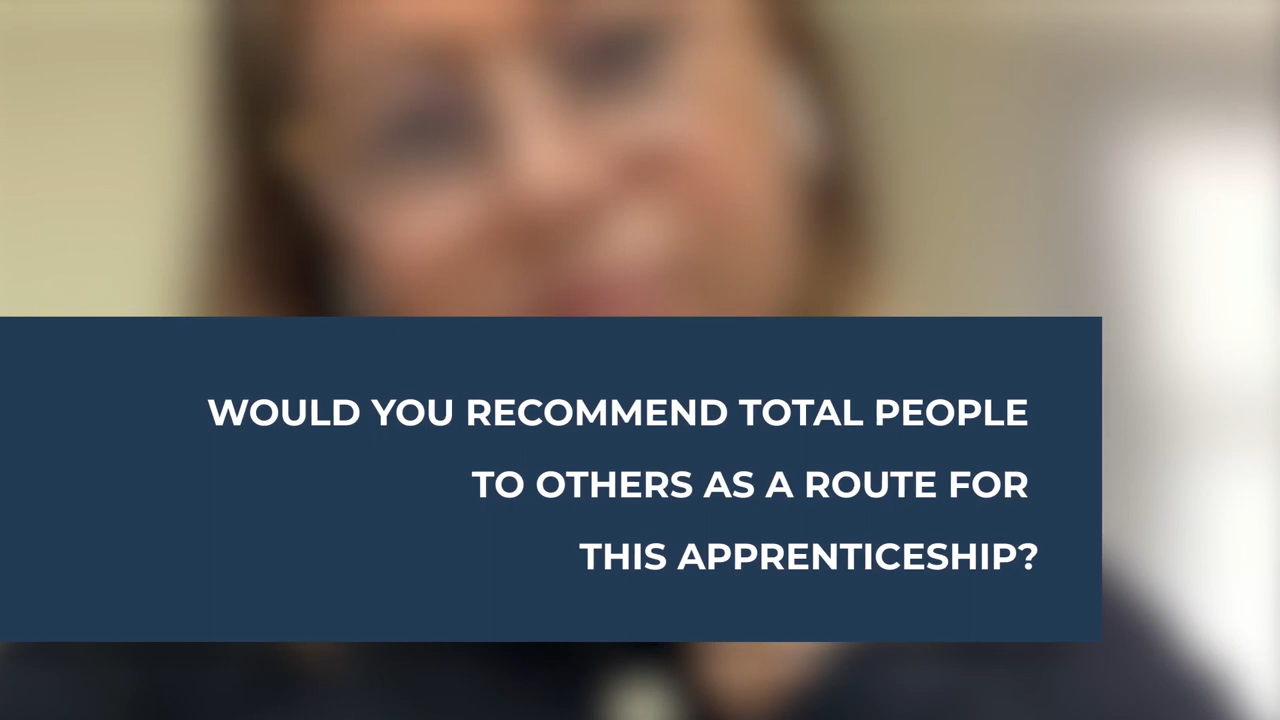 WOULD YOU RECOMMEND TOTAL PEOPLE
TO OTHERS AS A ROUTE FOR
THIS APPRENTICESHIP?